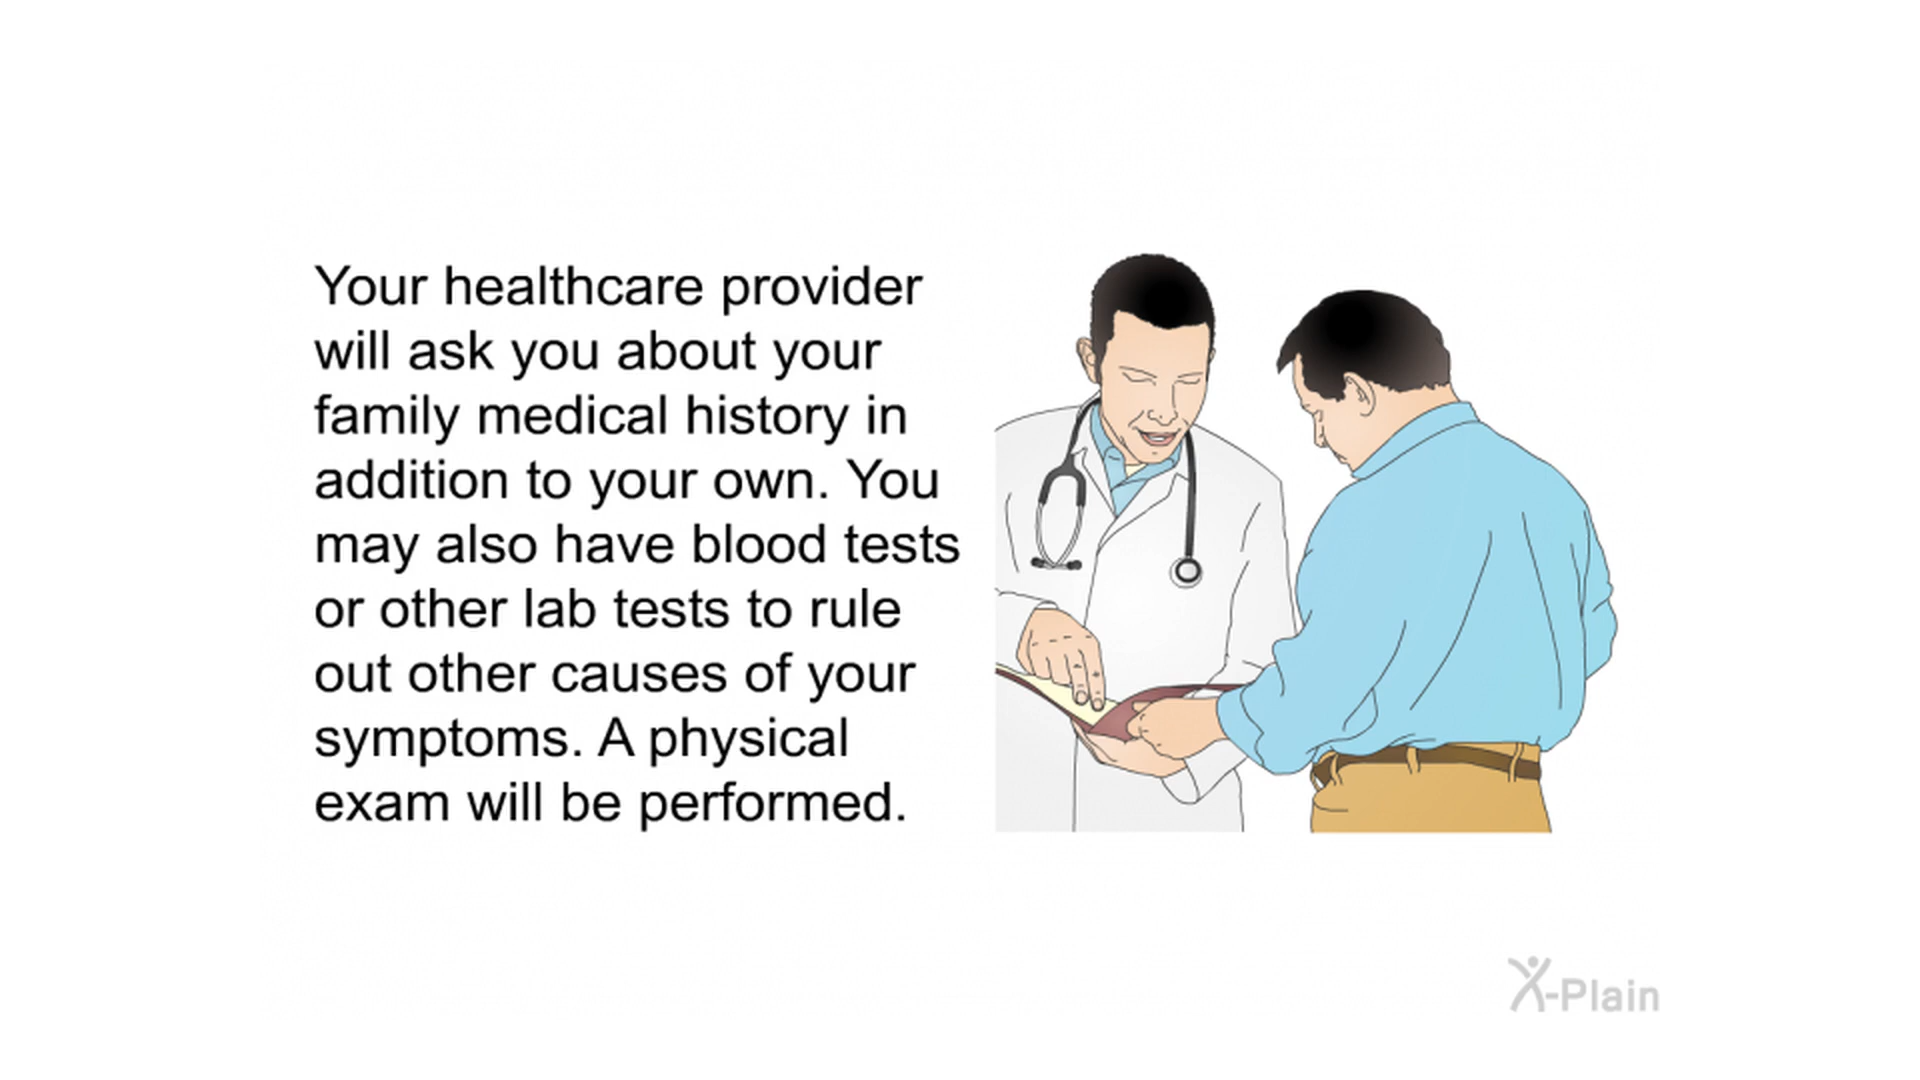 Your healthcare provider
will ask you about your
family medical history in
addition to your own. You
may also have blood tests
or other lab tests to rule
out other causes of your
symptoms. A physical
exam will be performed.
X-Plain